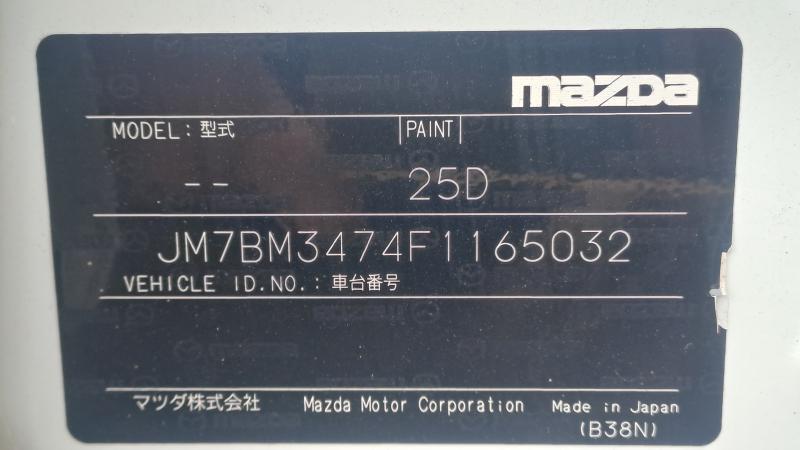 mazda
MODEL: 型式 PAINT
-- 25D
JM7BM3474F1165032
VEHICLE ID.NO.: 車台番号
マツダ株式会社 Mazda Motor Corporation Made in Japan
(B38N)